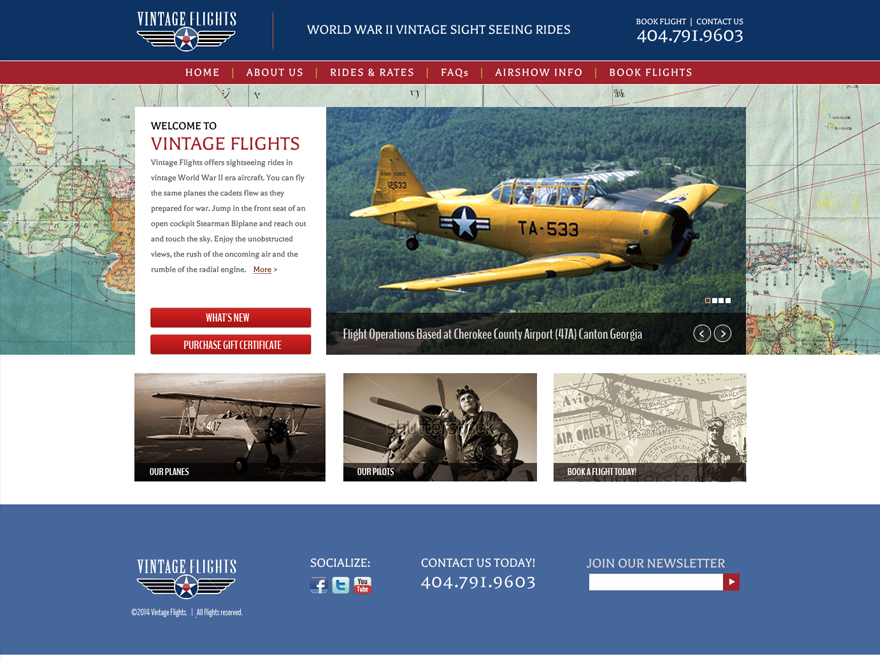 VINTAGE FLIGHTS
WORLD WAR II VINTAGE SIGHT SEEING RIDES
BOOK FLIGHT | CONTACT US
404.791.9603
HOME | ABOUT US | RIDES & RATES | FAQs | AIRSHOW INFO | BOOK FLIGHTS
WELCOME TO
VINTAGE FLIGHTS
Vintage Flights offers sightseeing rides in
vintage World War II era aircraft. You can fly
the same planes the cadets flew as they
prepared for war. Jump in the front seat of an
open cockpit Stearman Biplane and reach out
and touch the sky. Enjoy the unobstructed
views, the rush of the oncoming air and the
rumble of the radial engine. More >
WHAT'S NEW
PURCHASE GIFT CERTIFICATE
TA-533
Flight Operations Based at Cherokee County Airport (47A) Canton Georgia
407
OUR PLANES
OUR PILOTS
AIR ORIENT
BOOK A FLIGHT TODAY!
VINTAGE FLIGHTS
©2014 Vintage Flights. | All Rights reserved.
SOCIALIZE:
You
Tube
CONTACT US TODAY!
404.791.9603
JOIN OUR NEWSLETTER